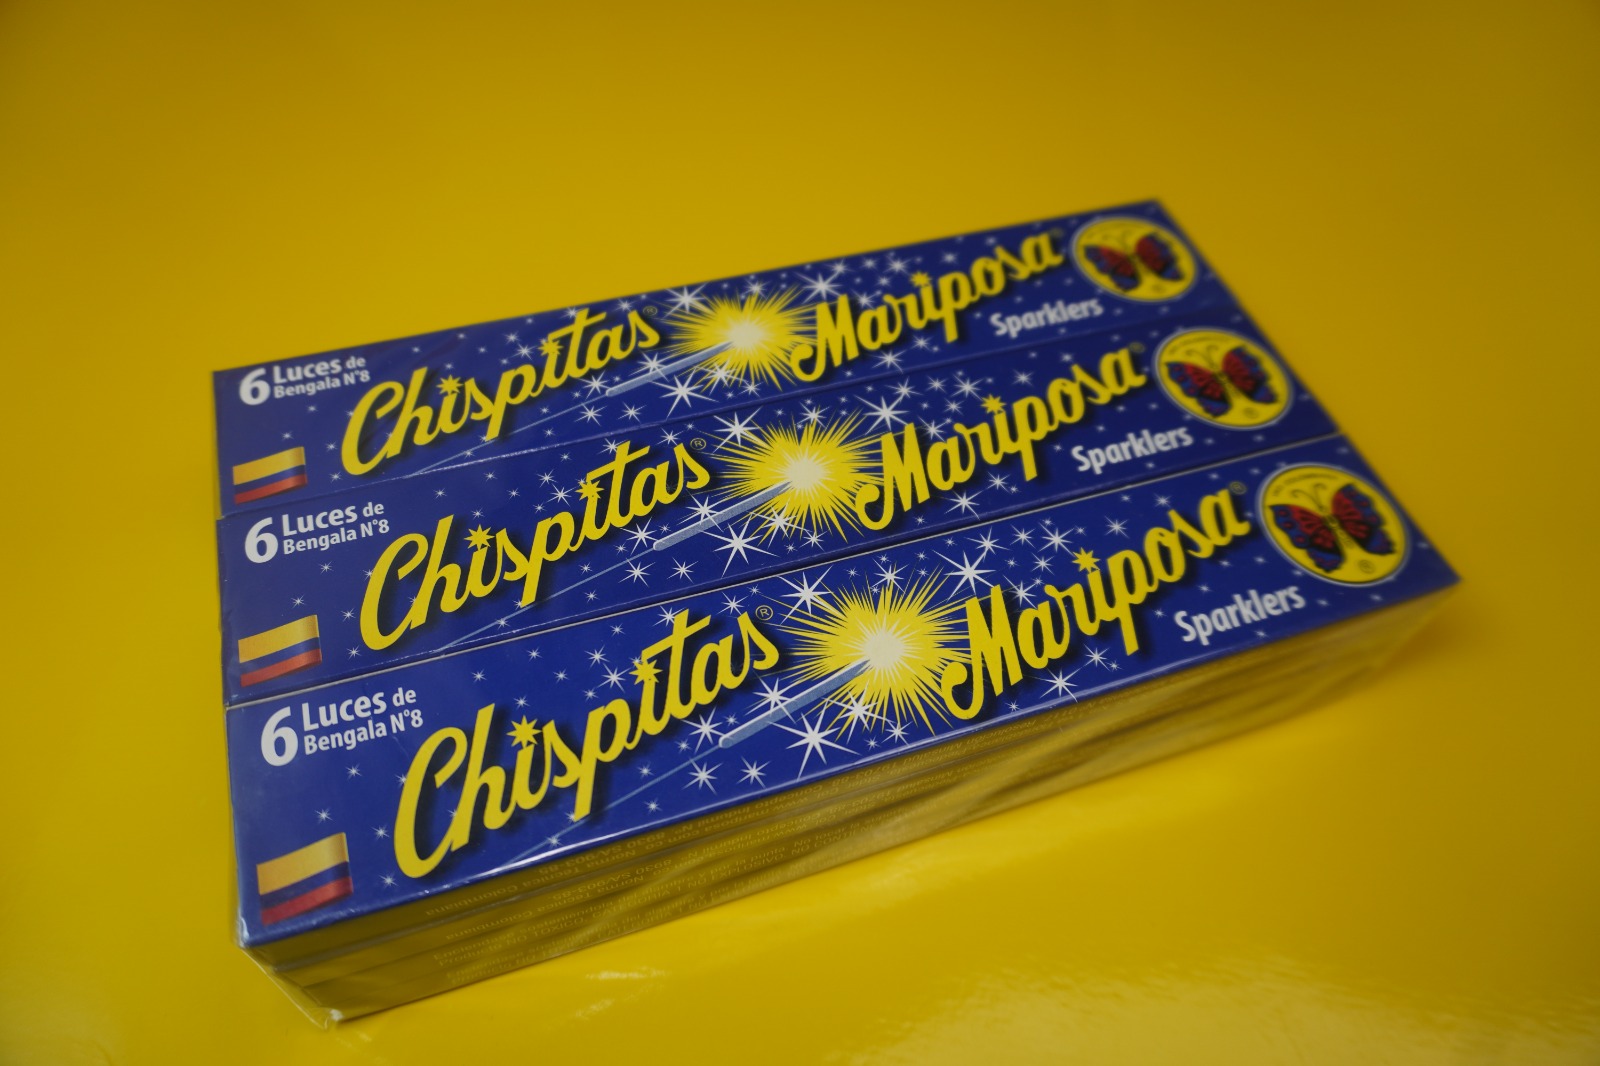 6 Luces de
Bengala N°8
Chispitas® Mariposa®
Sparklers
6 Luces de
Bengala N°8
Chispitas® Mariposa®
Sparklers
6 Luces de
Bengala N°8
Chispitas® Mariposa®
Sparklers